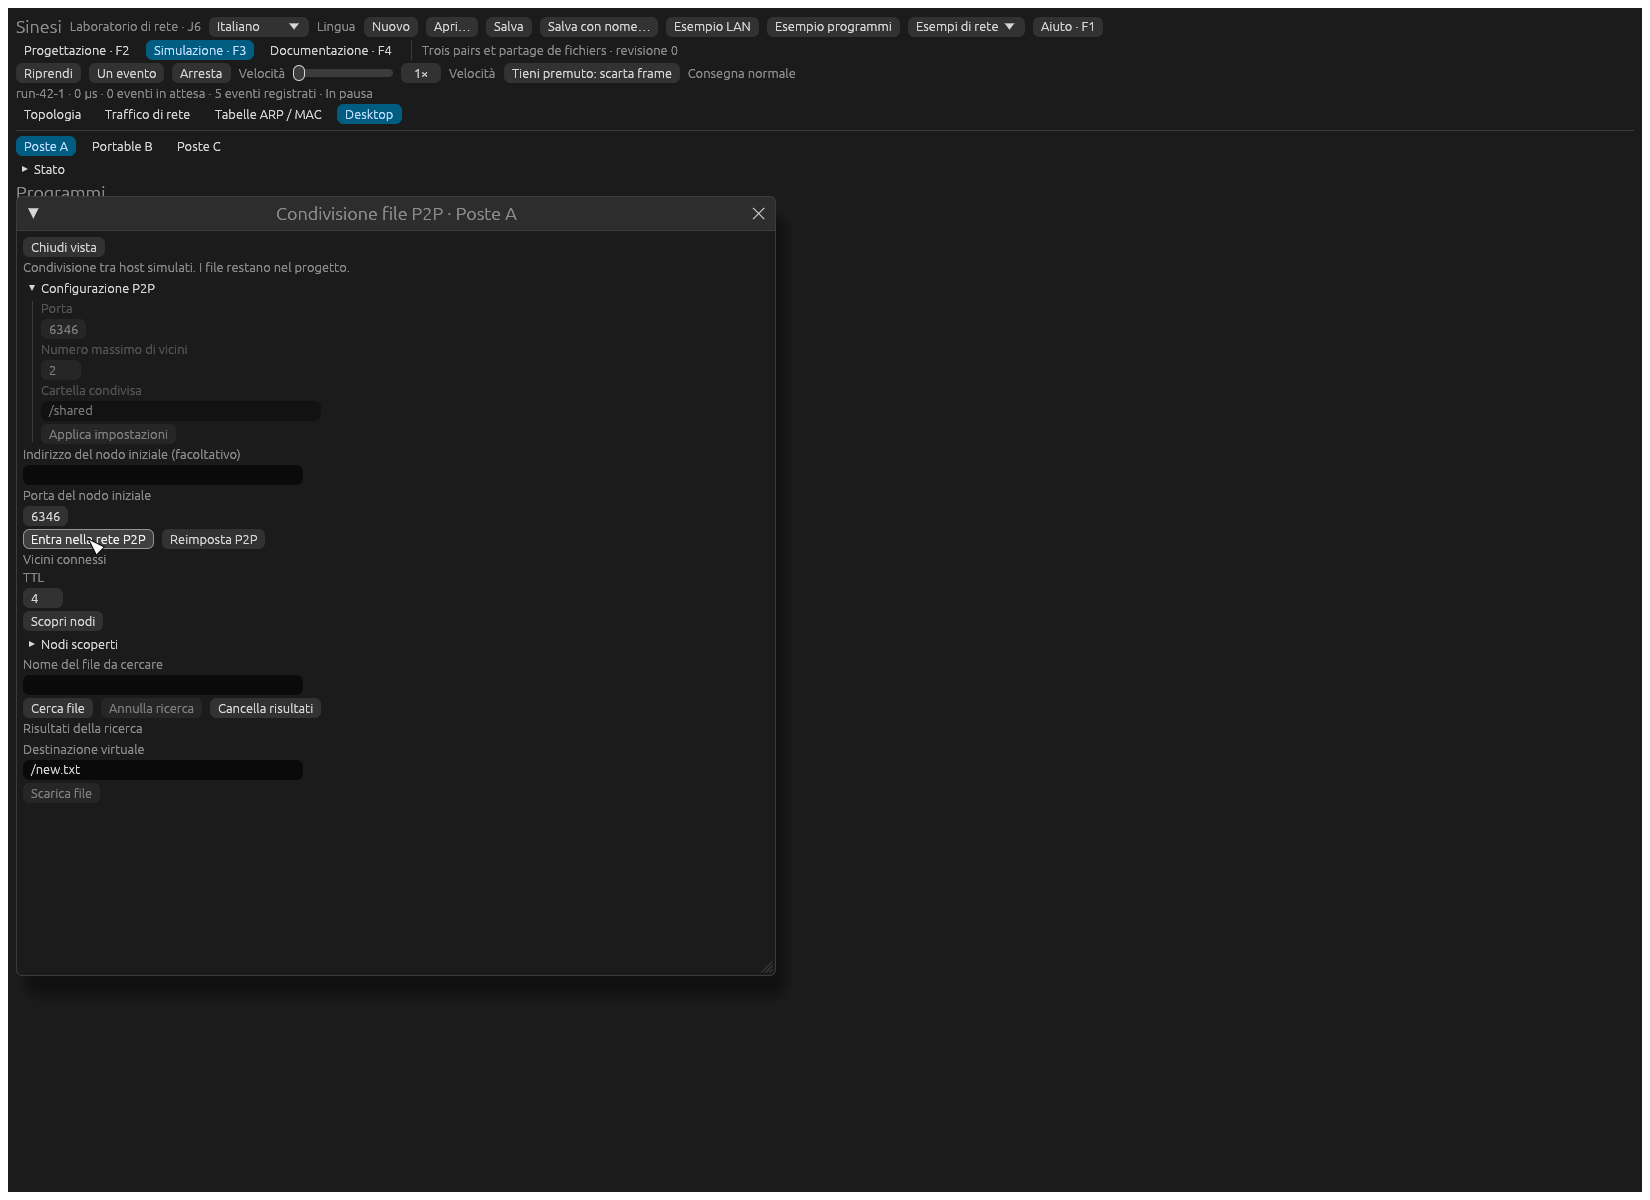 Sinesi Laboratorio di rete · J6 Italiano Lingua Nuovo Apri... Salva Salva con nome... Esempio LAN Esempio programmi Esempi di rete Aiuto · F1
Progettazione · F2 Simulazione · F3 Documentazione · F4 Trois pairs et partage de fichiers · revisione 0
Riprendi Un evento Arresta Velocità 1× Velocità Tieni premuto: scarta frame Consegna normale
run-42-1 · 0 µs · 0 eventi in attesa · 5 eventi registrati · In pausa
Topologia Traffico di rete Tabelle ARP / MAC Desktop
Poste A Portable B Poste C
Stato
Programmi
Condivisione file P2P · Poste A
Chiudi vista
Condivisione tra host simulati. I file restano nel progetto.
Configurazione P2P
Porta
6346
Numero massimo di vicini
2
Cartella condivisa
/shared
Applica impostazioni
Indirizzo del nodo iniziale (facoltativo)
Porta del nodo iniziale
6346
Entra nella rete P2P Reimposta P2P
Vicini connessi
TTL
4
Scopri nodi
Nodi scoperti
Nome del file da cercare
Cerca file Annulla ricerca Cancella risultati
Risultati della ricerca
Destinazione virtuale
/new.txt
Scarica file